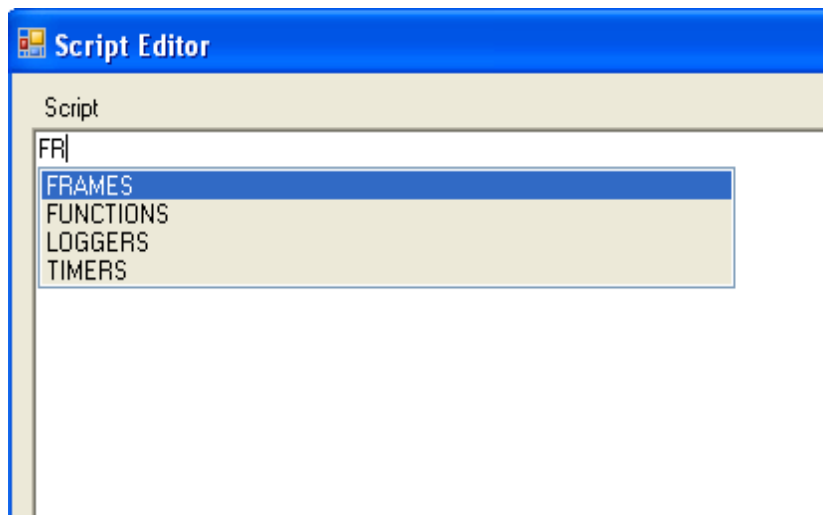 Script Editor
Script
FR
FRAMES
FUNCTIONS
LOGGERS
TIMERS